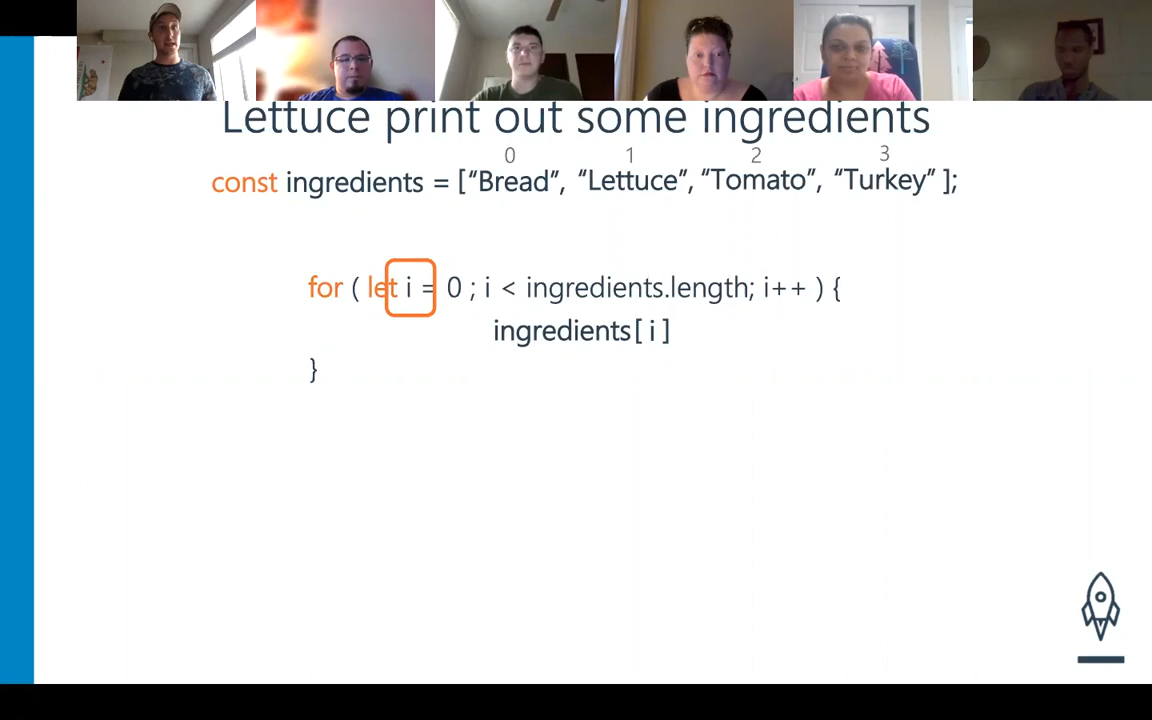 Lettuce print out some ingredients
0 1 2 3
const ingredients = [“Bread”, “Lettuce”, “Tomato”, “Turkey” ];
for ( let i = 0 ; i < ingredients.length; i++ ) {
ingredients[ i ]
}